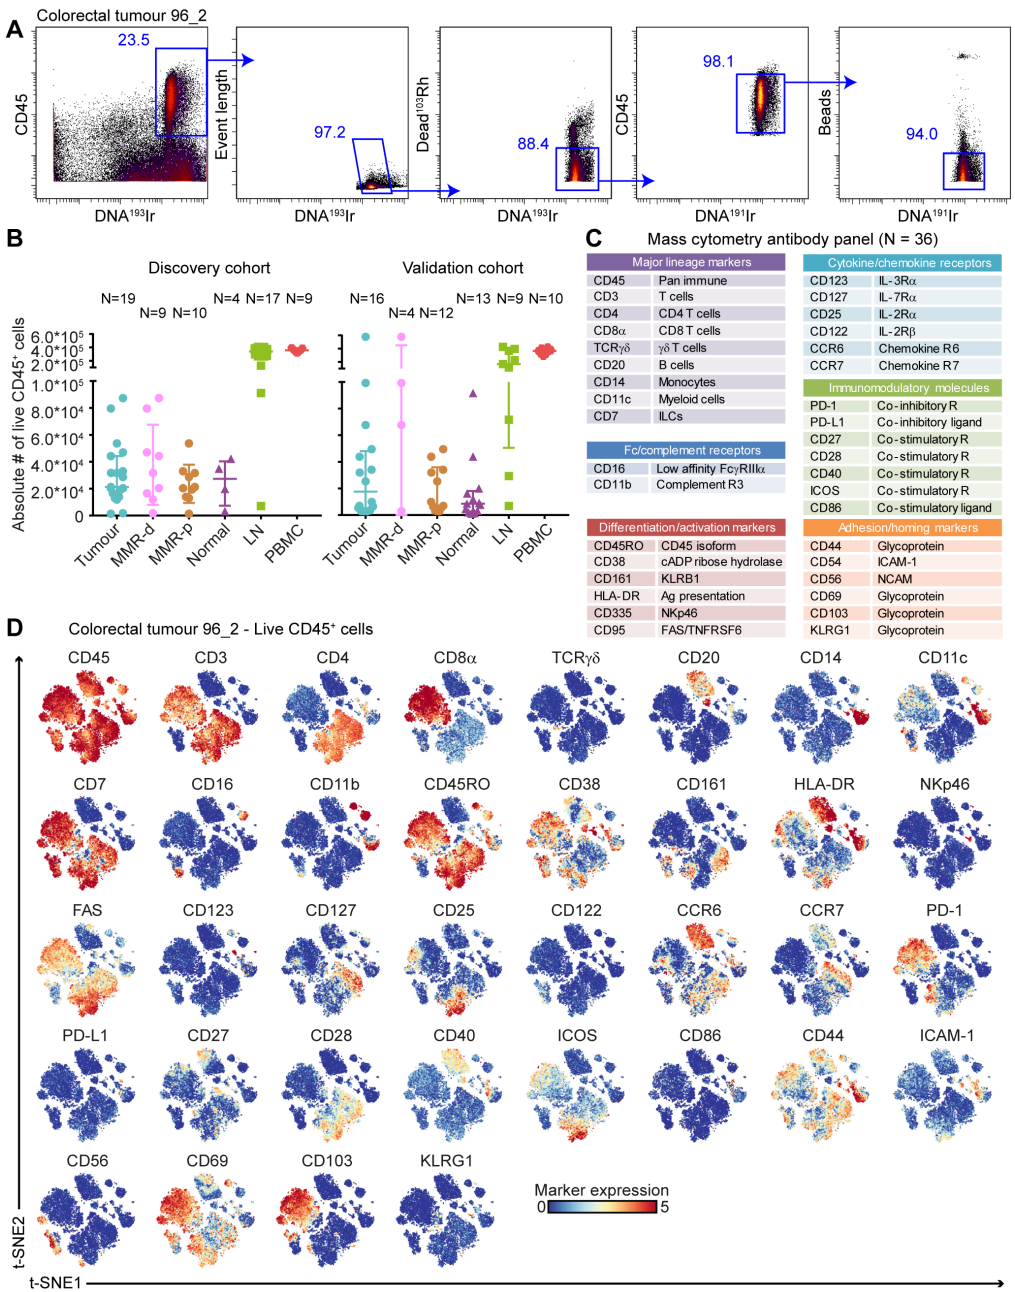 Colorectal tumour 96_2
A
23.5
97.2
88.4
98.1
94.0
CD45
Event length
Dead¹⁰³Rh
CD45
Beads
DNA¹⁹³Ir
DNA¹⁹³Ir
DNA¹⁹³Ir
DNA¹⁹¹Ir
DNA¹⁹¹Ir
B
Discovery cohort
Validation cohort
N=19
N=9
N=10
N=4
N=17
N=9
N=16
N=4
N=12
N=13
N=9
N=10
Absolute # of live CD45⁺ cells
6.0*10⁵
4.0*10⁵
2.0*10⁵
1.0*10⁵
8.0*10⁴
6.0*10⁴
4.0*10⁴
2.0*10⁴
0
Tumour
MMR-d
MMR-p
Normal
LN
PBMC
Tumour
MMR-d
MMR-p
Normal
LN
PBMC
C
Mass cytometry antibody panel (N = 36)
Major lineage markers
CD45 Pan immune
CD3 T cells
CD4 CD4 T cells
CD8α CD8 T cells
TCRγδ γδ T cells
CD20 B cells
CD14 Monocytes
CD11c Myeloid cells
CD7 ILCs
Fc/complement receptors
CD16 Low affinity FcγRIIIα
CD11b Complement R3
Differentiation/activation markers
CD45RO CD45 isoform
CD38 cADP ribose hydrolase
CD161 KLRB1
HLA-DR Ag presentation
CD335 NKp46
CD95 FAS/TNFRSF6
Cytokine/chemokine receptors
CD123 IL-3Rα
CD127 IL-7Rα
CD25 IL-2Rα
CD122 IL-2Rβ
CCR6 Chemokine R6
CCR7 Chemokine R7
Immunomodulatory molecules
PD-1 Co-inhibitory R
PD-L1 Co-inhibitory ligand
CD27 Co-stimulatory R
CD28 Co-stimulatory R
CD40 Co-stimulatory R
ICOS Co-stimulatory R
CD86 Co-stimulatory ligand
Adhesion/homing markers
CD44 Glycoprotein
CD54 ICAM-1
CD56 NCAM
CD69 Glycoprotein
CD103 Glycoprotein
KLRG1 Glycoprotein
D
Colorectal tumour 96_2 - Live CD45⁺ cells
CD45 CD3 CD4 CD8α TCRγδ CD20 CD14 CD11c
CD7 CD16 CD11b CD45RO CD38 CD161 HLA-DR NKp46
FAS CD123 CD127 CD25 CD122 CCR6 CCR7 PD-1
PD-L1 CD27 CD28 CD40 ICOS CD86 CD44 ICAM-1
CD56 CD69 CD103 KLRG1
Marker expression
0 5
t-SNE2
t-SNE1